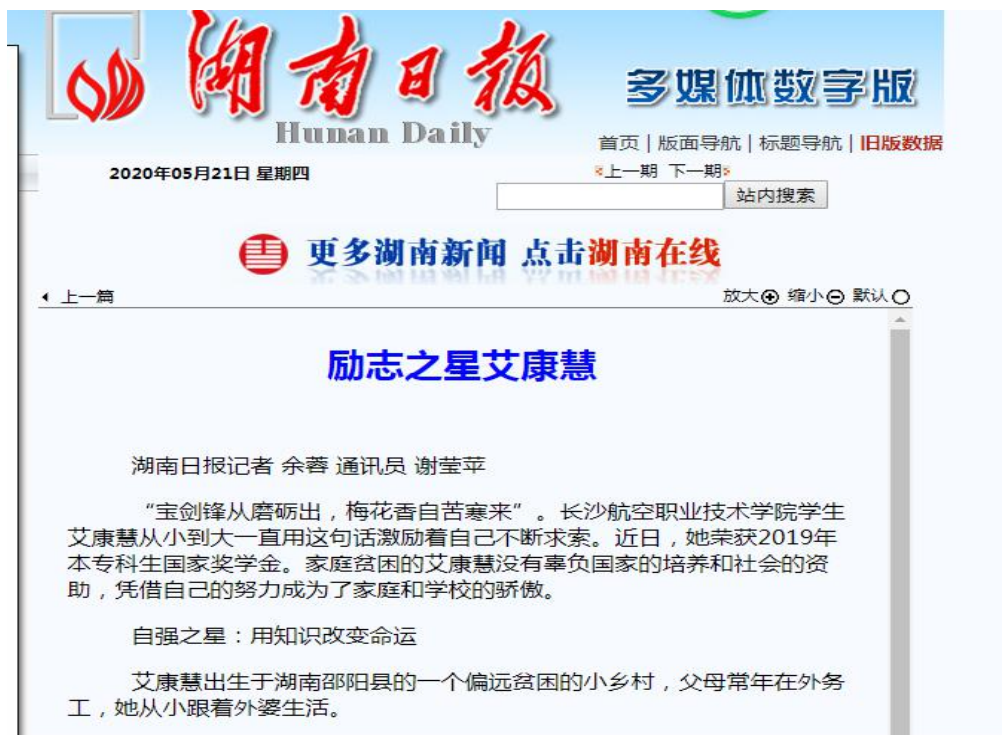 湖南日报
多媒体数字版
Hunan Daily
首页 | 版面导航 | 标题导航 | 旧版数据
2020年05月21日 星期四
上一期 下一期
站内搜索
更多湖南新闻 点击湖南在线
上一篇
放大 缩小 默认
励志之星艾康慧
湖南日报记者 余蓉 通讯员 谢莹苹
“宝剑锋从磨砺出，梅花香自苦寒来”。长沙航空职业技术学院学生
艾康慧从小到大一直用这句话激励着自己不断求索。近日，她荣获2019年
本专科生国家奖学金。家庭贫困的艾康慧没有辜负国家的培养和社会的资
助，凭借自己的努力成为了家庭和学校的骄傲。
自强之星：用知识改变命运
艾康慧出生于湖南邵阳县的一个偏远贫困的小乡村，父母常年在外务
工，她从小跟着外婆生活。